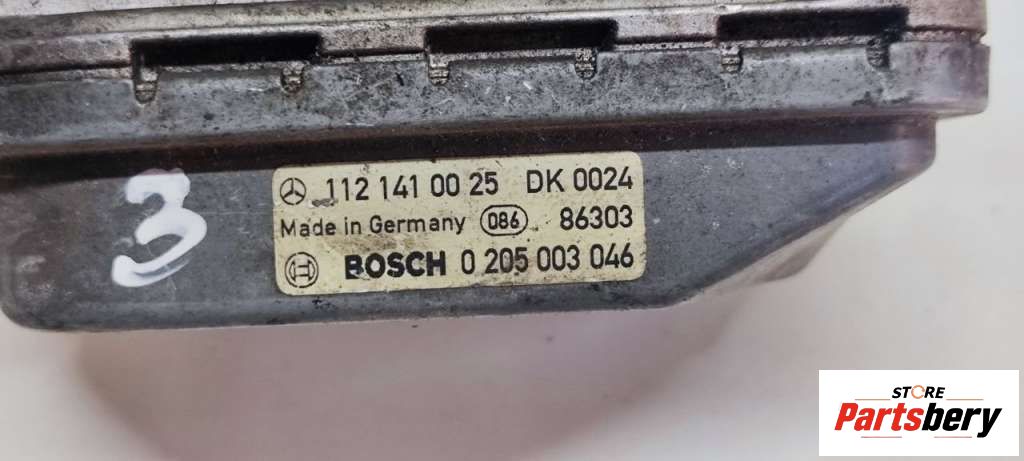 3
112 141 00 25 DK 0024
Made in Germany 086 86303
BOSCH 0 205 003 046
STORE
Partsbery